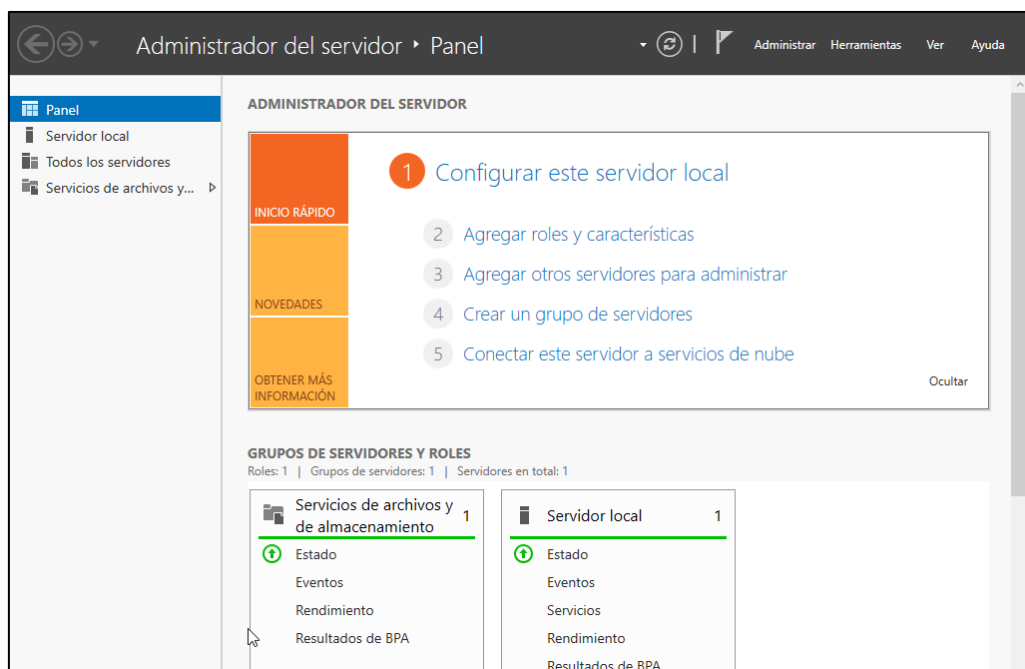 Administrador del servidor ‣ Panel
Administrar Herramientas Ver Ayuda
Panel
Servidor local
Todos los servidores
Servicios de archivos y...
ADMINISTRADOR DEL SERVIDOR
INICIO RÁPIDO
NOVEDADES
OBTENER MÁS
INFORMACIÓN
1 Configurar este servidor local
2 Agregar roles y características
3 Agregar otros servidores para administrar
4 Crear un grupo de servidores
5 Conectar este servidor a servicios de nube
Ocultar
GRUPOS DE SERVIDORES Y ROLES
Roles: 1 | Grupos de servidores: 1 | Servidores en total: 1
Servicios de archivos y
de almacenamiento
1
Estado
Eventos
Rendimiento
Resultados de BPA
Servidor local 1
Estado
Eventos
Servicios
Rendimiento
Resultados de BPA